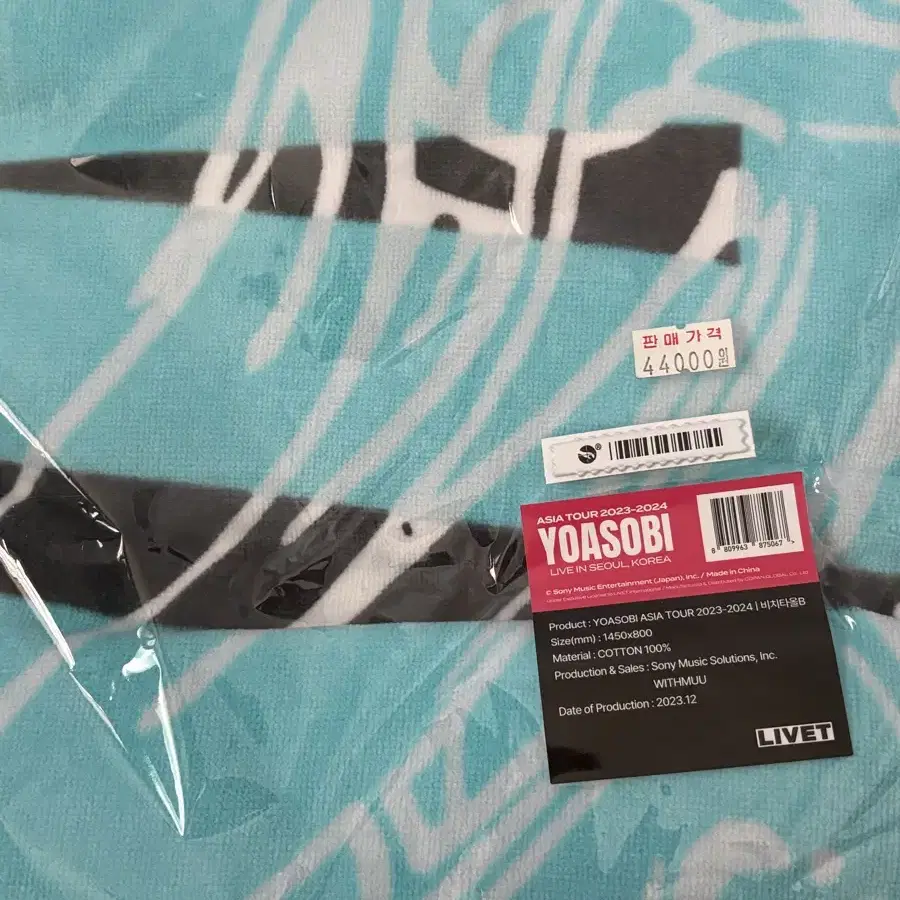 판매가격
44000원
ASIA TOUR 2023-2024
YOASOBI
LIVE IN SEOUL, KOREA
8 809963 875067 >
© Sony Music Entertainment (Japan), Inc. / Made in China
Product : YOASOBI ASIA TOUR 2023-2024 | 비치타올B
Size(mm) : 1450x800
Material : COTTON 100%
Production & Sales : Sony Music Solutions, Inc.
WITHMUU
Date of Production : 2023.12
LIVET